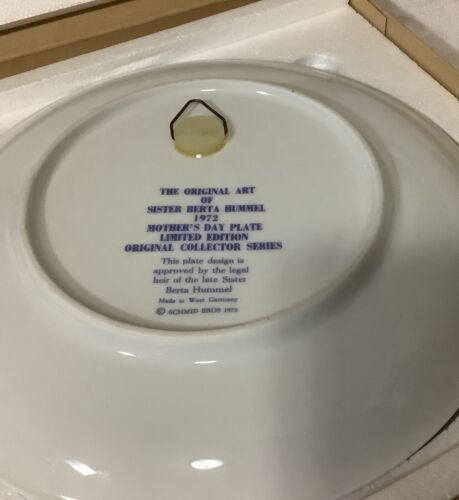 THE ORIGINAL ART
OF
SISTER BERTA HUMMEL
1972
MOTHER'S DAY PLATE
LIMITED EDITION
ORIGINAL COLLECTOR SERIES
This plate design is
approved by the legal
heir of the late Sister
Berta Hummel
Made in West Germany
© SCHMID BROS 1972